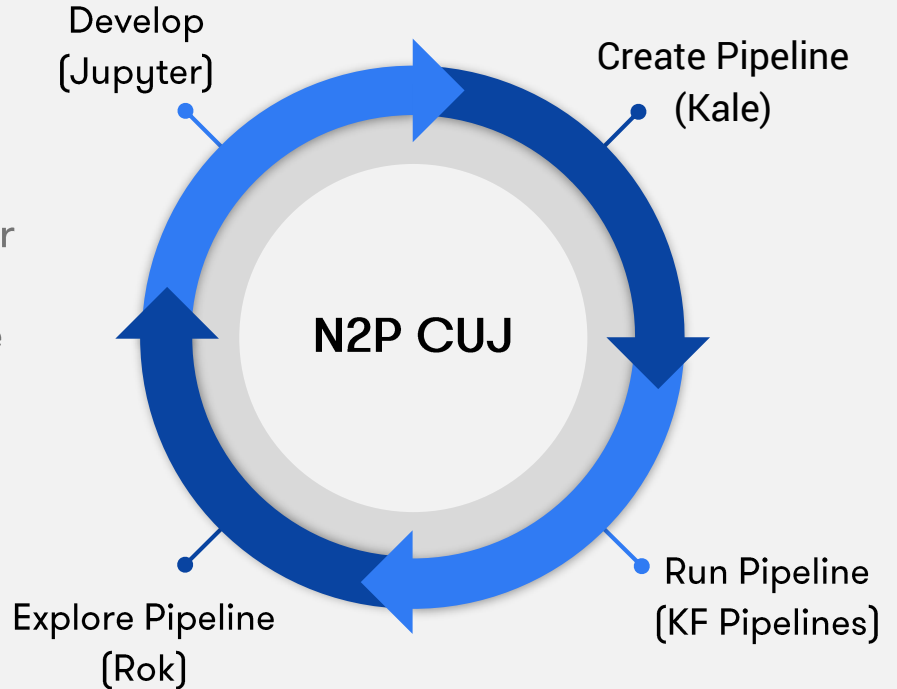 Develop
(Jupyter)
Create Pipeline
(Kale)
r
N2P CUJ
Run Pipeline
(KF Pipelines)
Explore Pipeline
(Rok)